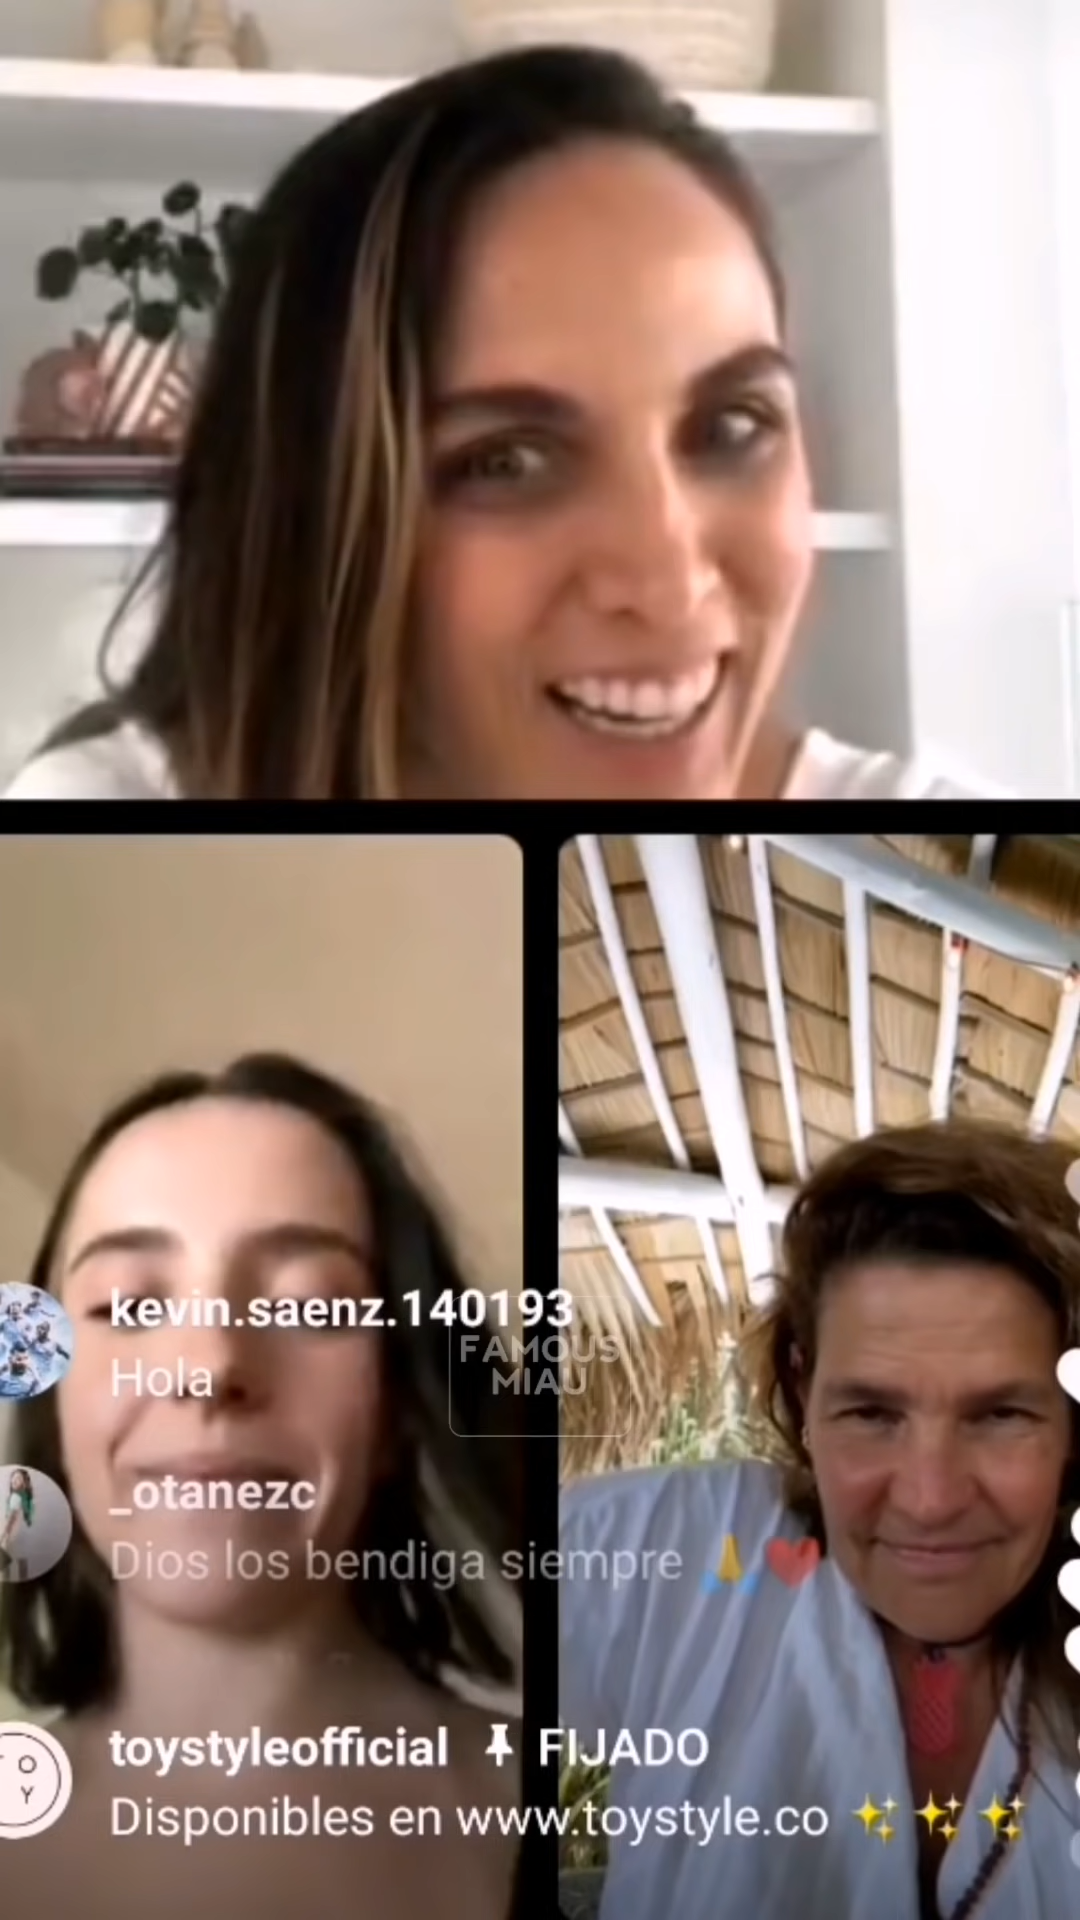 kevin.saenz.140193
Hola
FAMOUS
MIAU
_otanezc
Dios los bendiga siempre 🙏❤️
toystyleofficial 📌 FIJADO
O
Y
Disponibles en www.toystyle.co ✨ ✨ ✨